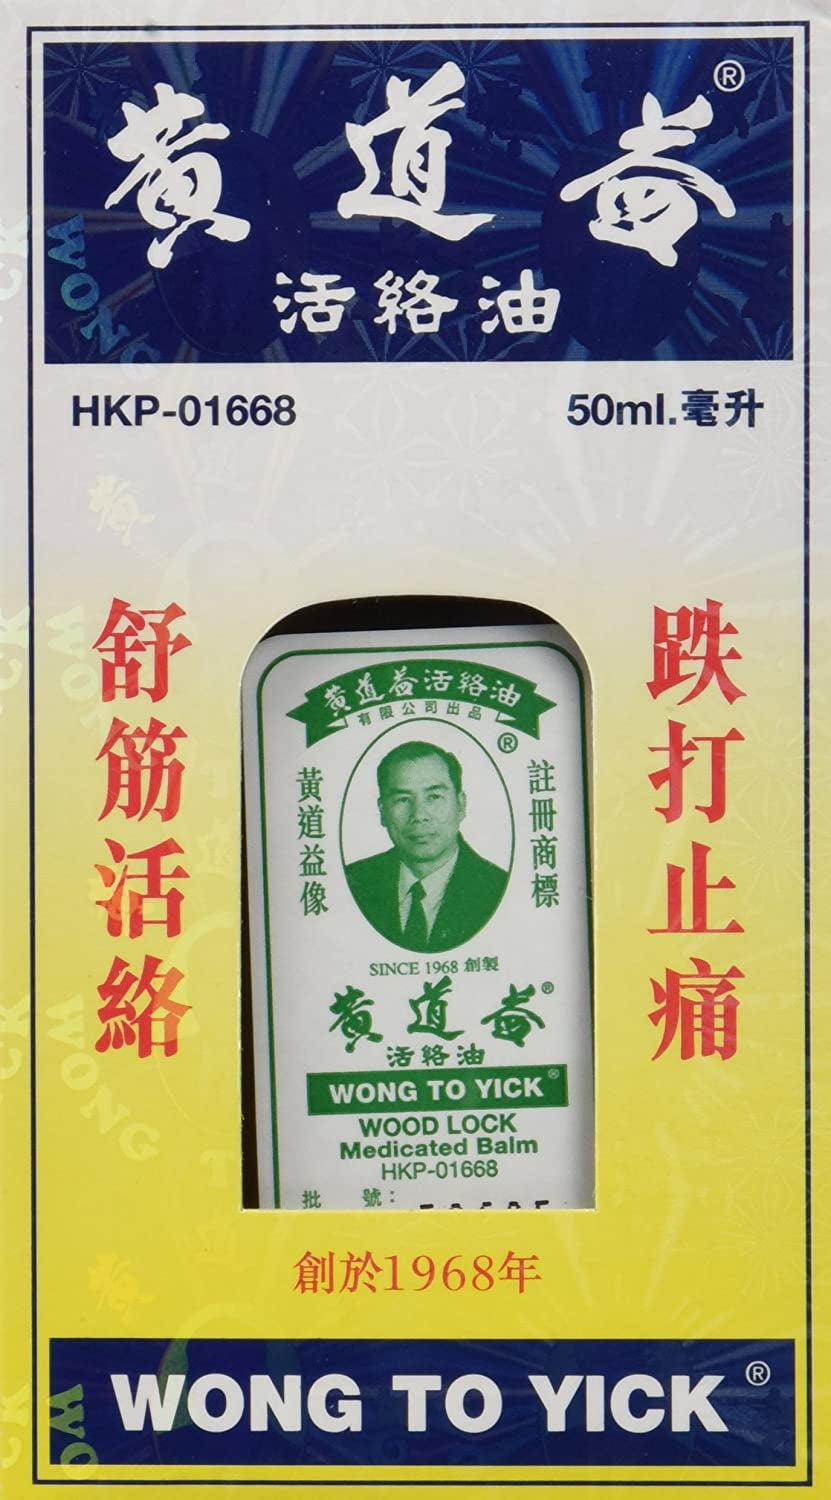 黃道益®
活絡油
HKP-01668
50ml.毫升
舒筋活絡
跌打止痛
黃道益活絡油
有限公司出品
®
黃道益像
註冊商標
SINCE 1968 創製
黃道益®
活絡油
WONG TO YICK®
WOOD LOCK
Medicated Balm
HKP-01668
批 號:
創於1968年
WONG TO YICK®